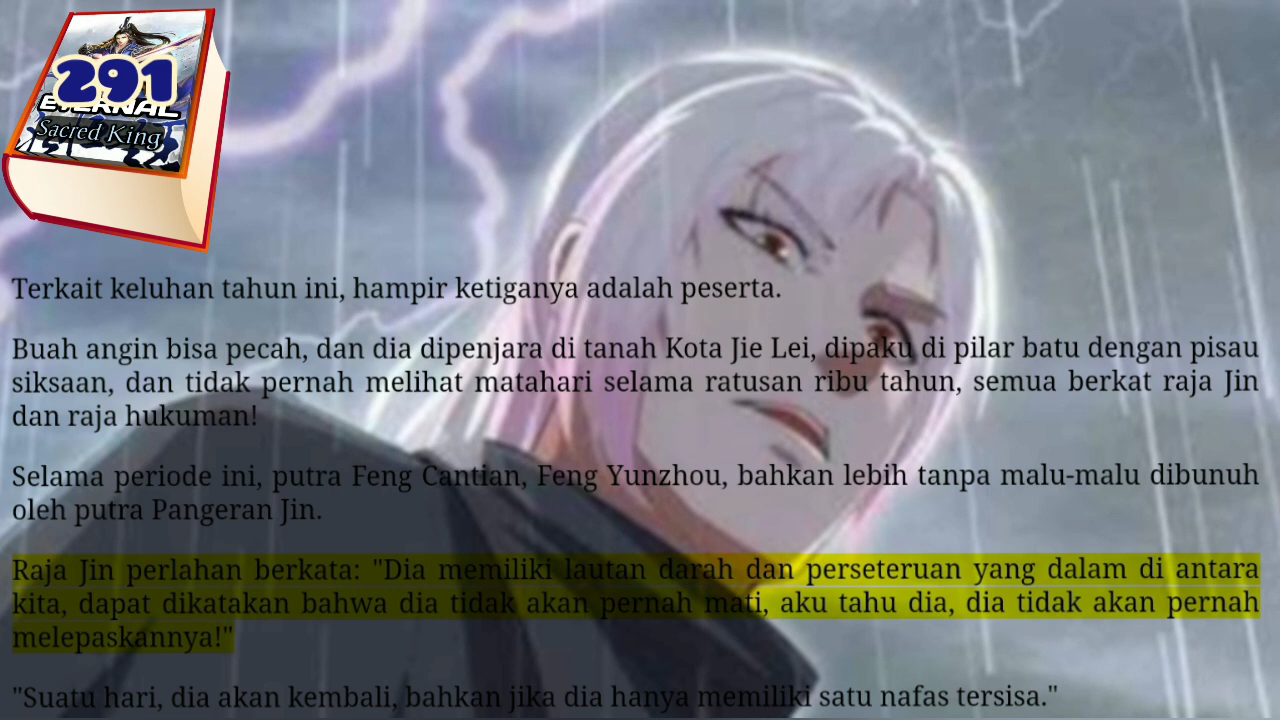 291
ETERNAL
Sacred King
Terkait keluhan tahun ini, hampir ketiganya adalah peserta.
Buah angin bisa pecah, dan dia dipenjara di tanah Kota Jie Lei, dipaku di pilar batu dengan pisau
siksaan, dan tidak pernah melihat matahari selama ratusan ribu tahun, semua berkat raja Jin
dan raja hukuman!
Selama periode ini, putra Feng Cantian, Feng Yunzhou, bahkan lebih tanpa malu-malu dibunuh
oleh putra Pangeran Jin.
Raja Jin perlahan berkata: "Dia memiliki lautan darah dan perseteruan yang dalam di antara
kita, dapat dikatakan bahwa dia tidak akan pernah mati, aku tahu dia, dia tidak akan pernah
melepaskannya!"
"Suatu hari, dia akan kembali, bahkan jika dia hanya memiliki satu nafas tersisa."